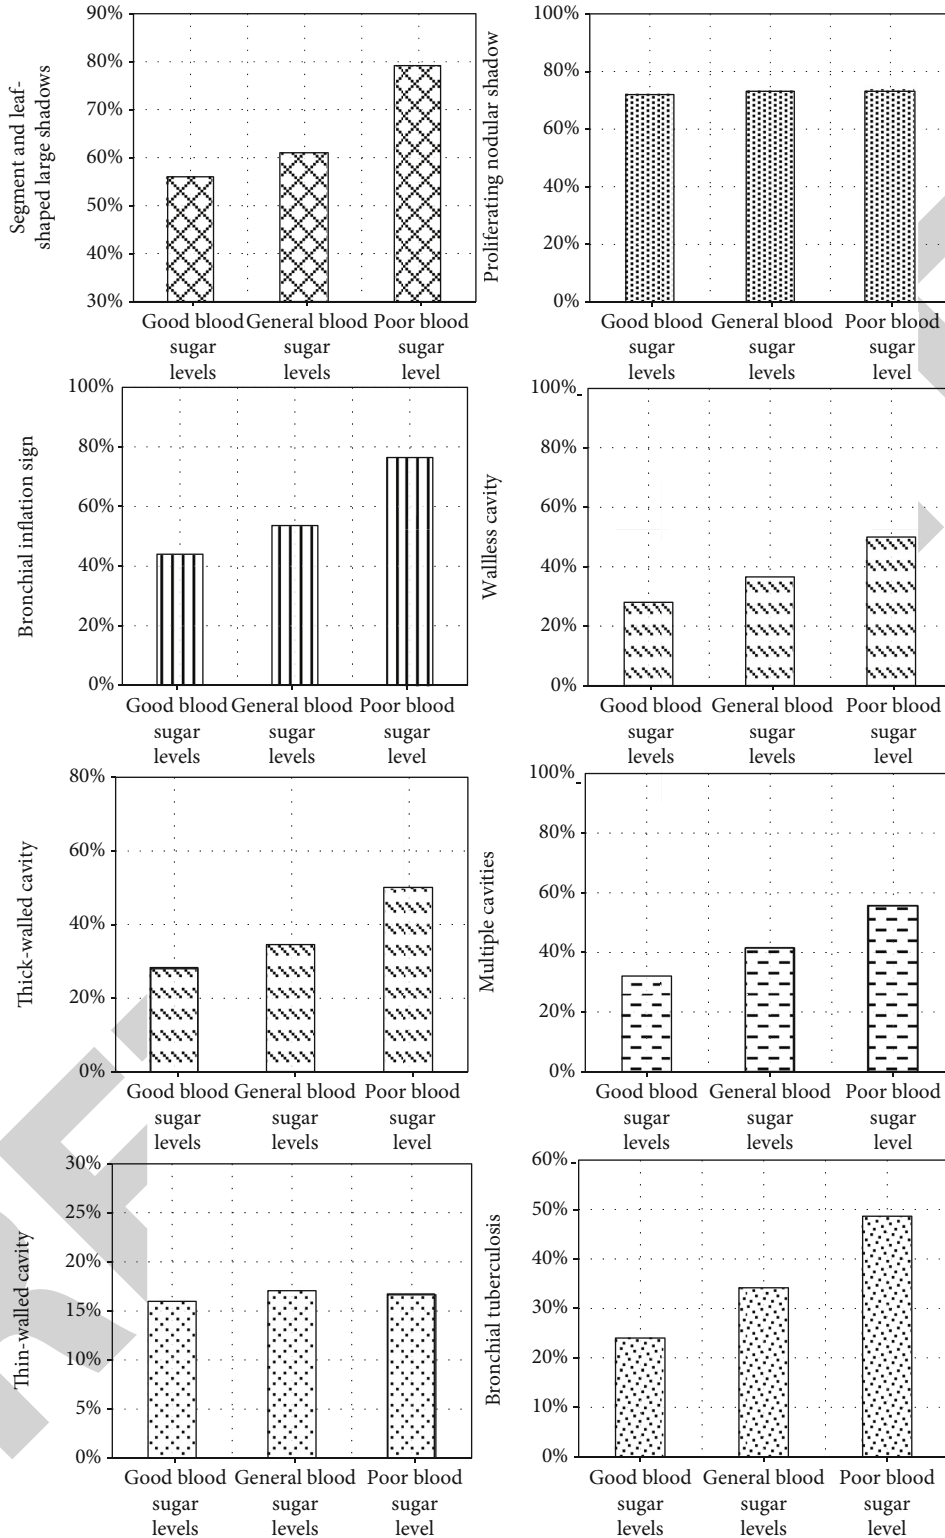 Segment and leaf-
shaped large shadows
90%
80%
70%
60%
50%
40%
30%
Good blood
sugar
levels
General blood
sugar
levels
Poor blood
sugar
level
Proliferating nodular shadow
100%
80%
60%
40%
20%
0%
Good blood
sugar
levels
General blood
sugar
levels
Poor blood
sugar
level
Bronchial inflation sign
100%
80%
60%
40%
20%
0%
Good blood
sugar
levels
General blood
sugar
levels
Poor blood
sugar
level
Wallless cavity
100%
80%
60%
40%
20%
0%
Good blood
sugar
levels
General blood
sugar
levels
Poor blood
sugar
level
Thick-walled cavity
80%
60%
40%
20%
0%
Good blood
sugar
levels
General blood
sugar
levels
Poor blood
sugar
level
Multiple cavities
100%
80%
60%
40%
20%
0%
Good blood
sugar
levels
General blood
sugar
levels
Poor blood
sugar
level
Thin-walled cavity
30%
25%
20%
15%
10%
5%
0%
Good blood
sugar
levels
General blood
sugar
levels
Poor blood
sugar
level
Bronchial tuberculosis
60%
50%
40%
30%
20%
10%
0%
Good blood
sugar
levels
General blood
sugar
levels
Poor blood
sugar
level